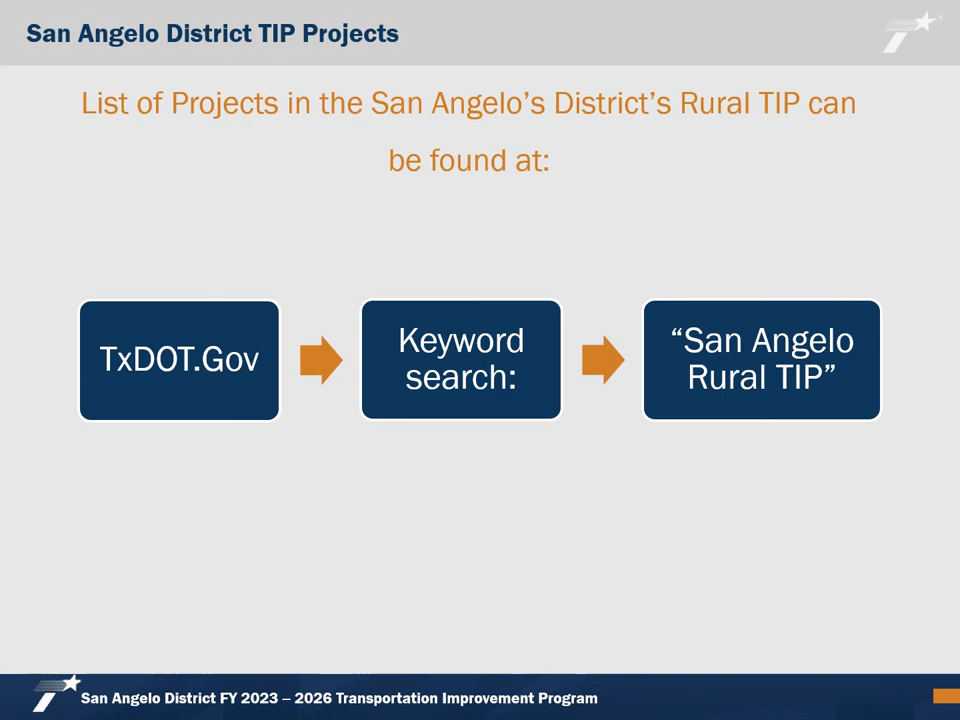 San Angelo District TIP Projects
List of Projects in the San Angelo’s District’s Rural TIP can
be found at:
TxDOT.Gov
Keyword
search:
“San Angelo
Rural TIP”
San Angelo District FY 2023 – 2026 Transportation Improvement Program